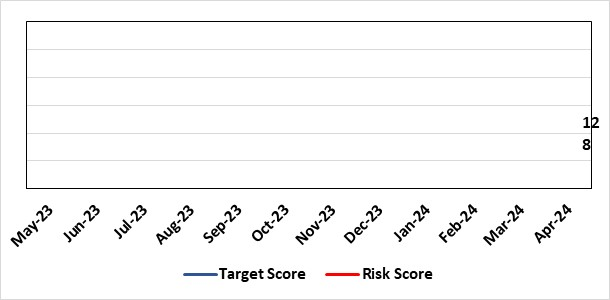 12
8
May-23 Jun-23 Jul-23 Aug-23 Sep-23 Oct-23 Nov-23 Dec-23 Jan-24 Feb-24 Mar-24 Apr-24
Target Score Risk Score